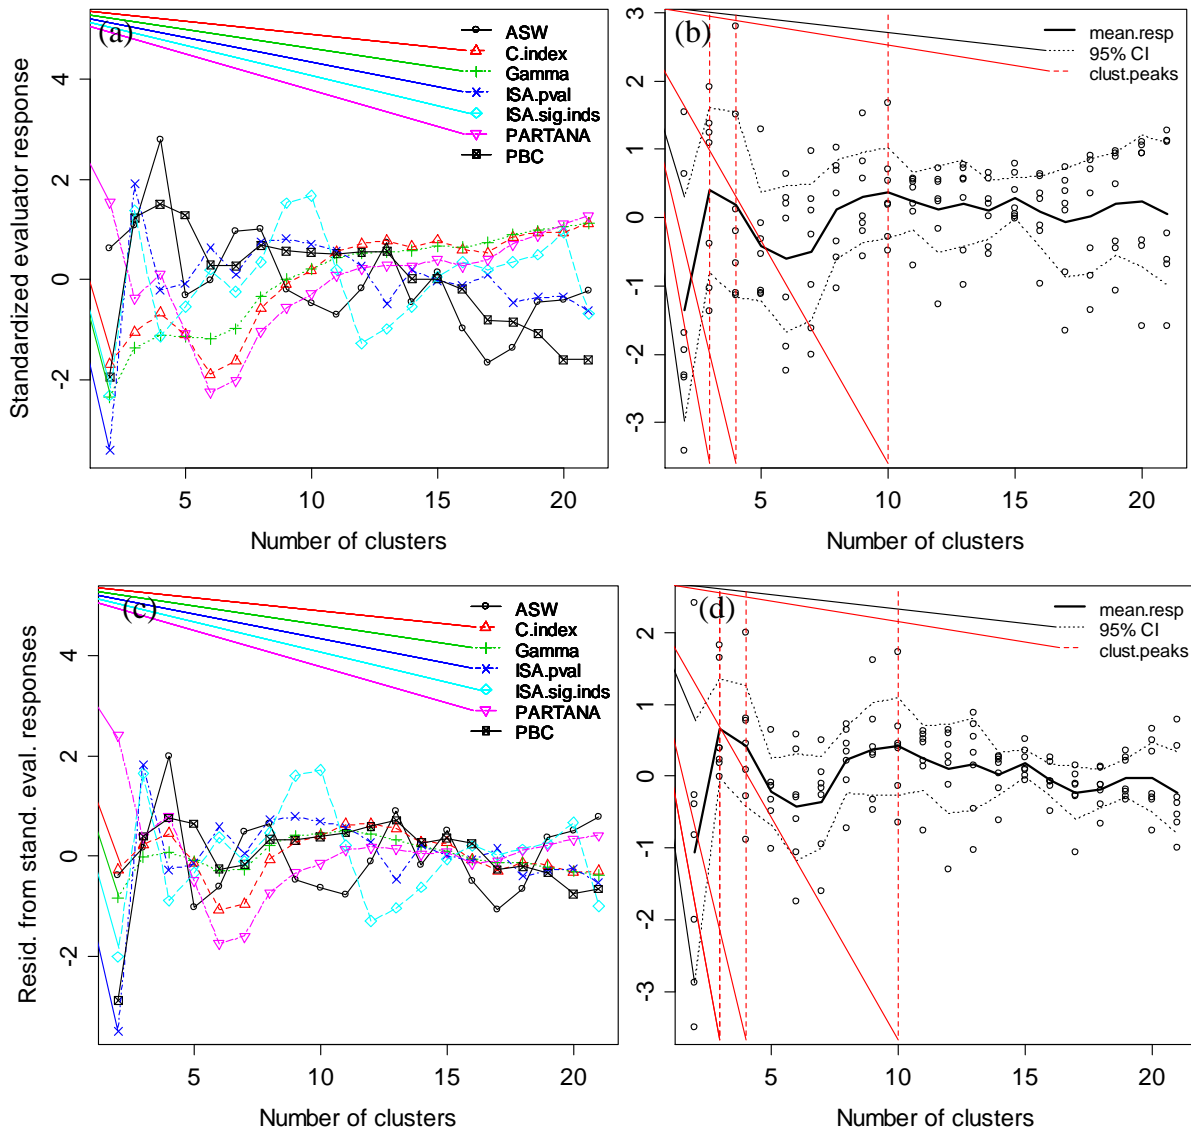 (a)
ASW
C.index
Gamma
ISA.pval
ISA.sig.inds
PARTANA
PBC
4
2
0
-2
Standardized evaluator response
5 10 15 20
Number of clusters
(b)
mean.resp
95% CI
clust.peaks
3
2
1
0
-1
-2
-3
5 10 15 20
Number of clusters
(c)
ASW
C.index
Gamma
ISA.pval
ISA.sig.inds
PARTANA
PBC
4
2
0
-2
Resid. from stand. eval. responses
5 10 15 20
Number of clusters
(d)
mean.resp
95% CI
clust.peaks
2
1
0
-1
-2
-3
5 10 15 20
Number of clusters